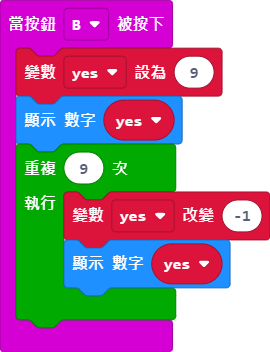 當按鈕 B 被按下
變數 yes 設為 9
顯示 數字 yes
重複 9 次
執行
變數 yes 改變 -1
顯示 數字 yes